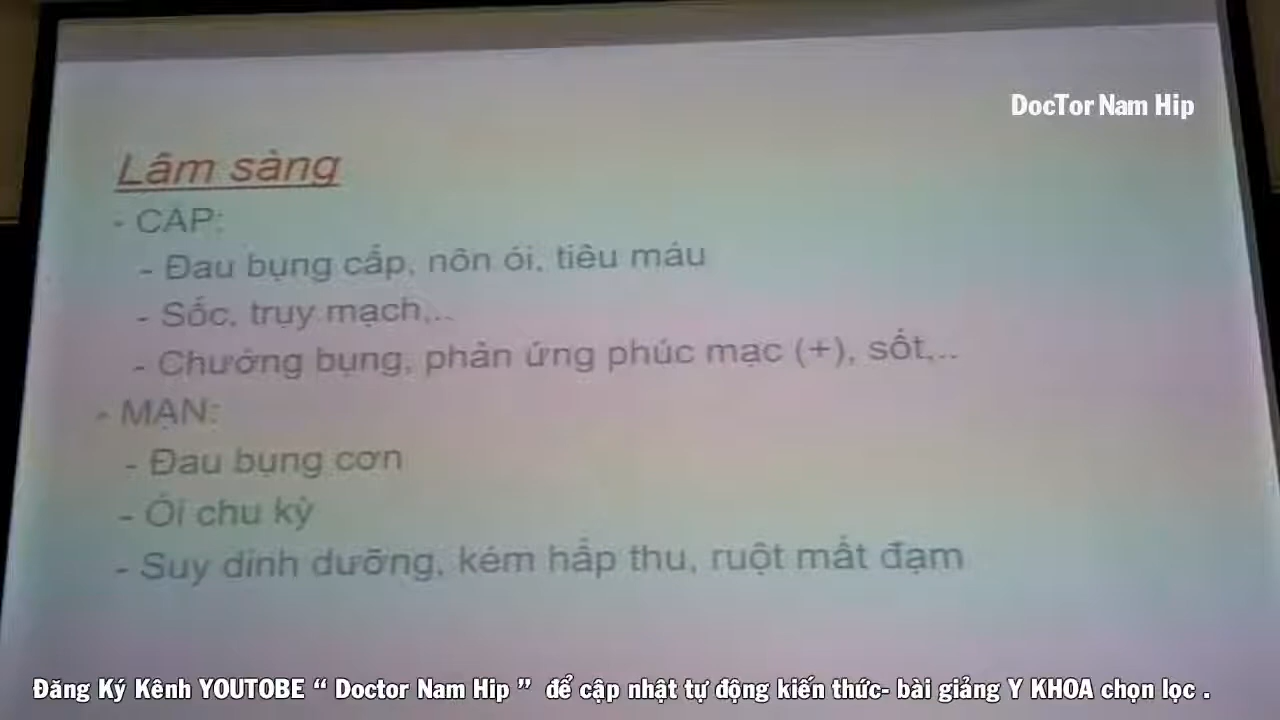 DocTor Nam Hip
Lâm sàng
- CẤP:
- Đau bụng cấp, nôn ói, tiêu máu
- Sốc, trụy mạch,..
- Chướng bụng, phản ứng phúc mạc (+), sốt,..
- MẠN:
- Đau bụng cơn
- Ói chu kỳ
- Suy dinh dưỡng, kém hấp thu, ruột mất đạm
Đăng Ký Kênh YOUTOBE “ Doctor Nam Hip ” để cập nhật tự động kiến thức- bài giảng Y KHOA chọn lọc .